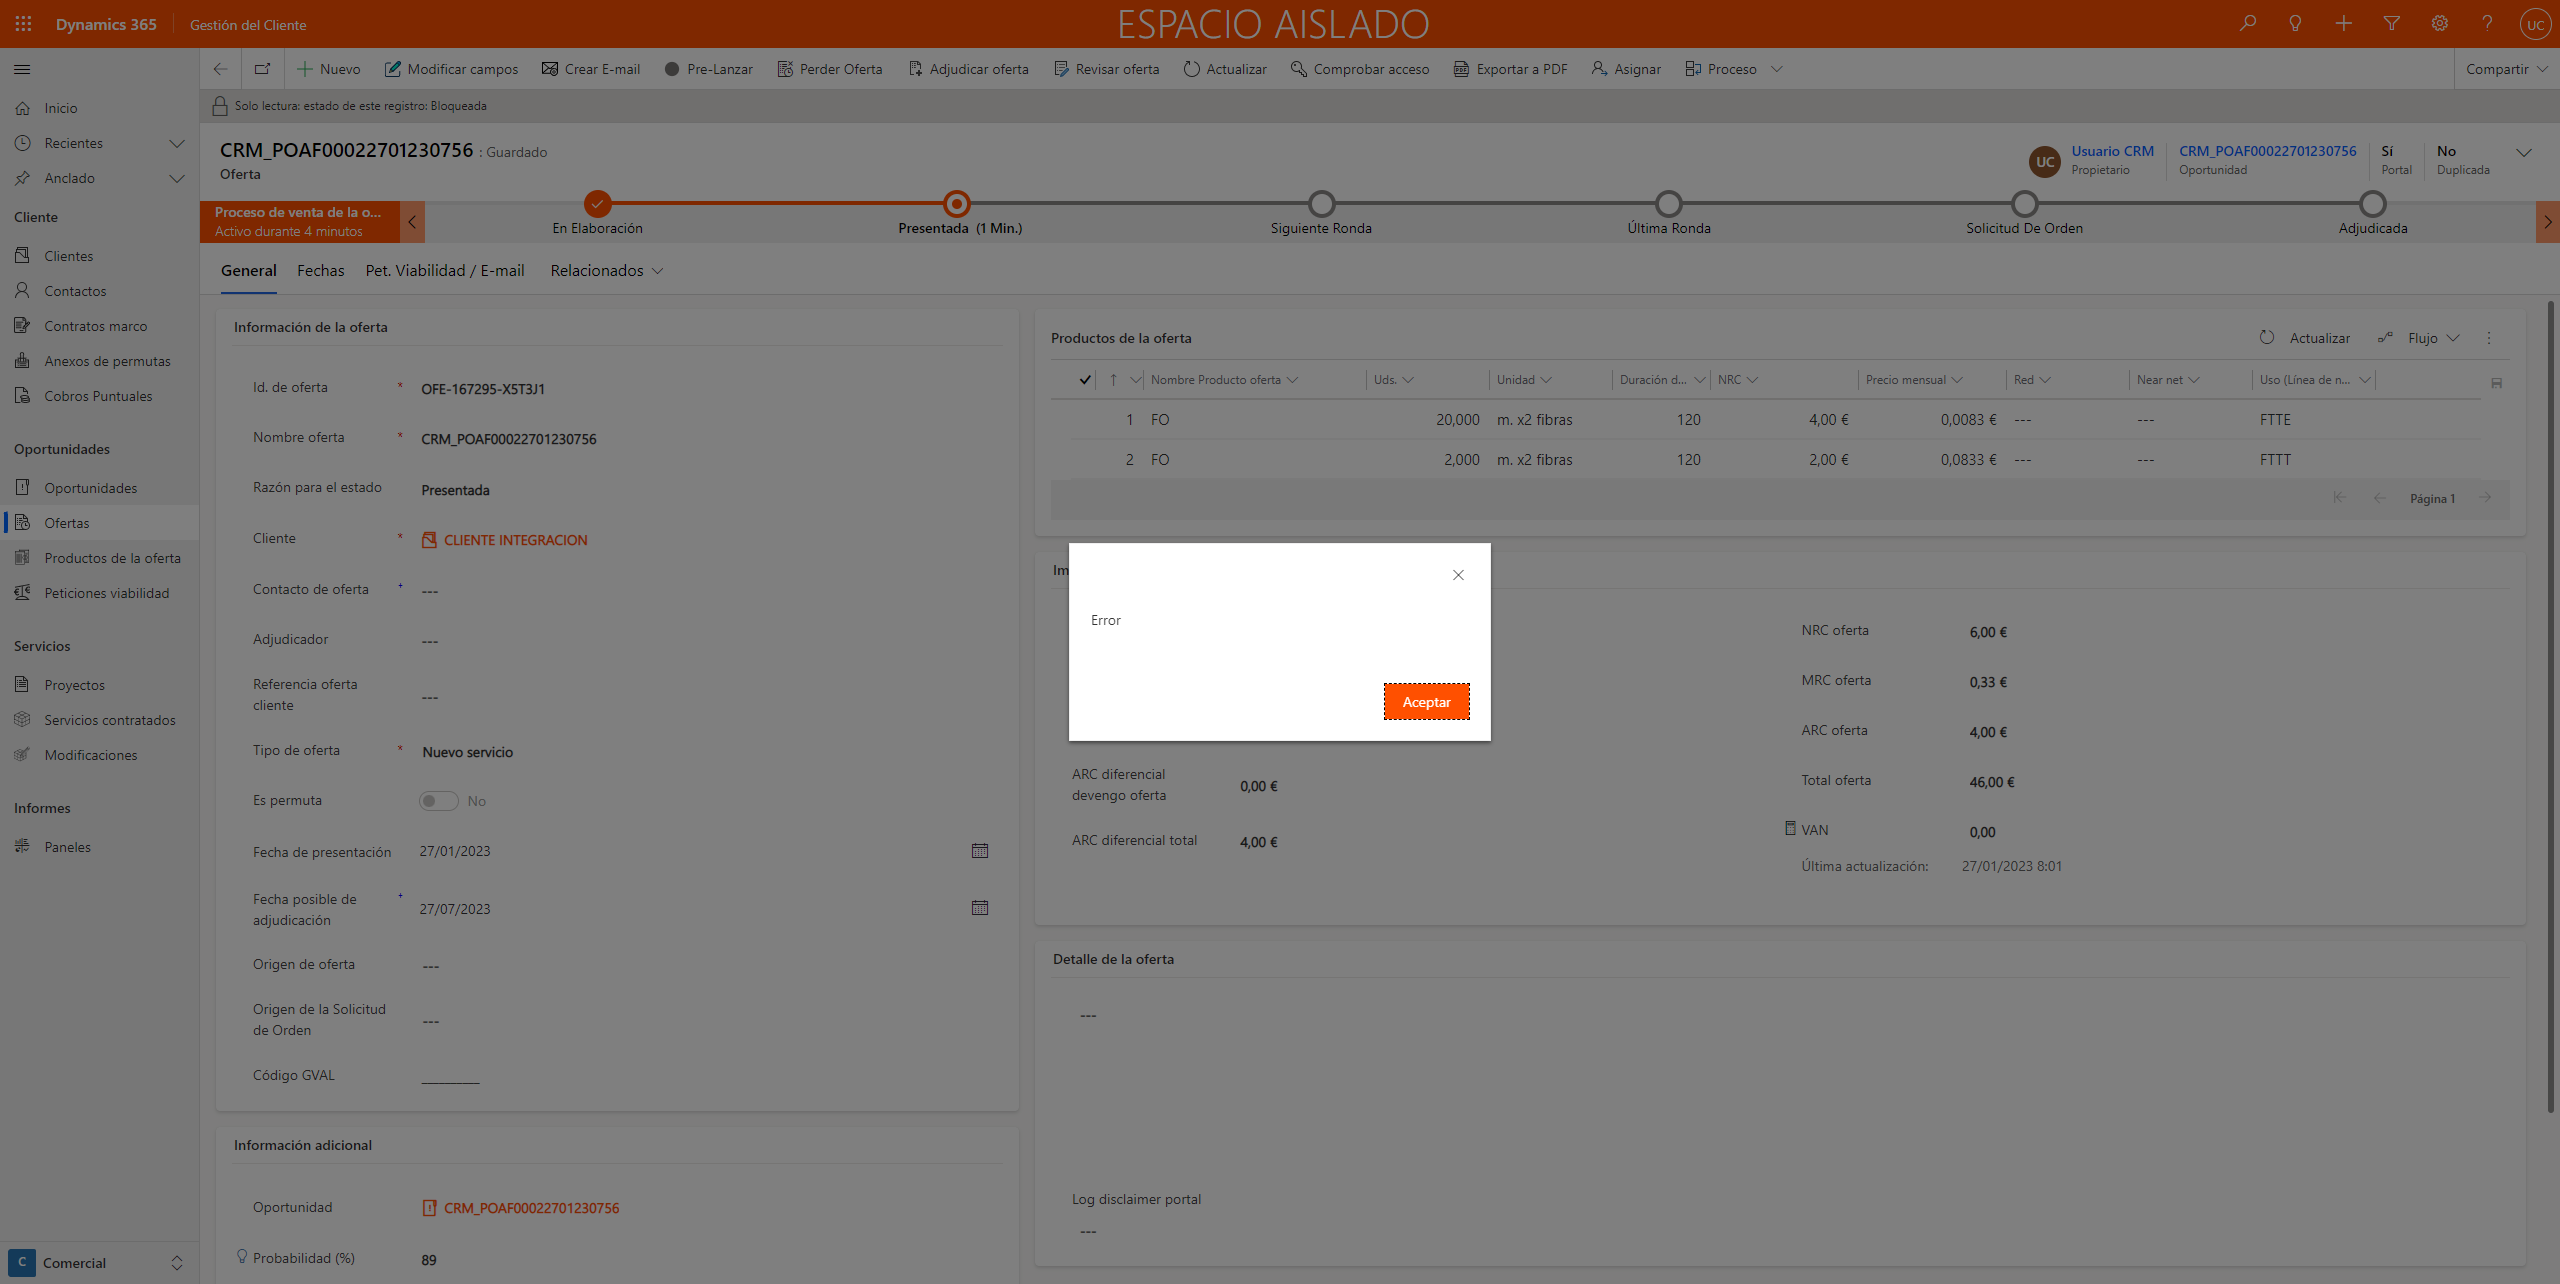 Dynamics 365
Gestión del Cliente
ESPACIO AISLADO
UC
Nuevo
Modificar campos
Crear E-mail
Pre-Lanzar
Perder Oferta
Adjudicar oferta
Revisar oferta
Actualizar
Comprobar acceso
Exportar a PDF
Asignar
Proceso
Compartir
Solo lectura: estado de este registro: Bloqueada
Inicio
Recientes
Anclado
Cliente
Clientes
Contactos
Contratos marco
Anexos de permutas
Cobros Puntuales
Oportunidades
Oportunidades
Ofertas
Productos de la oferta
Peticiones viabilidad
Servicios
Proyectos
Servicios contratados
Modificaciones
Informes
Paneles
C Comercial
CRM_POAF00022701230756 : Guardado
Oferta
UC
Usuario CRM
Propietario
CRM_POAF00022701230756
Oportunidad
Sí
Portal
No
Duplicada
Proceso de venta de la o...
Activo durante 4 minutos
En Elaboración
Presentada (1 Min.)
Siguiente Ronda
Última Ronda
Solicitud De Orden
Adjudicada
General
Fechas
Pet. Viabilidad / E-mail
Relacionados
Información de la oferta
Id. de oferta * OFE-167295-X5T3J1
Nombre oferta * CRM_POAF00022701230756
Razón para el estado Presentada
Cliente * CLIENTE INTEGRACION
Contacto de oferta + ---
Adjudicador ---
Referencia oferta
cliente
---
Tipo de oferta * Nuevo servicio
Es permuta No
Fecha de presentación 27/01/2023
Fecha posible de
adjudicación
+ 27/07/2023
Origen de oferta ---
Origen de la Solicitud
de Orden
---
Código GVAL __________
Información adicional
Oportunidad CRM_POAF00022701230756
Probabilidad (%) 89
Productos de la oferta
Actualizar
Flujo
Nombre Producto oferta Uds. Unidad Duración d... NRC Precio mensual Red Near net Uso (Línea de n...
1 FO 20,000 m. x2 fibras 120 4,00 € 0,0083 € --- --- FTTE
2 FO 2,000 m. x2 fibras 120 2,00 € 0,0833 € --- --- FTTT
Página 1
Im
Error
Aceptar
ARC diferencial
devengo oferta
0,00 €
ARC diferencial total 4,00 €
NRC oferta 6,00 €
MRC oferta 0,33 €
ARC oferta 4,00 €
Total oferta 46,00 €
VAN 0,00
Última actualización: 27/01/2023 8:01
Detalle de la oferta
---
Log disclaimer portal
---